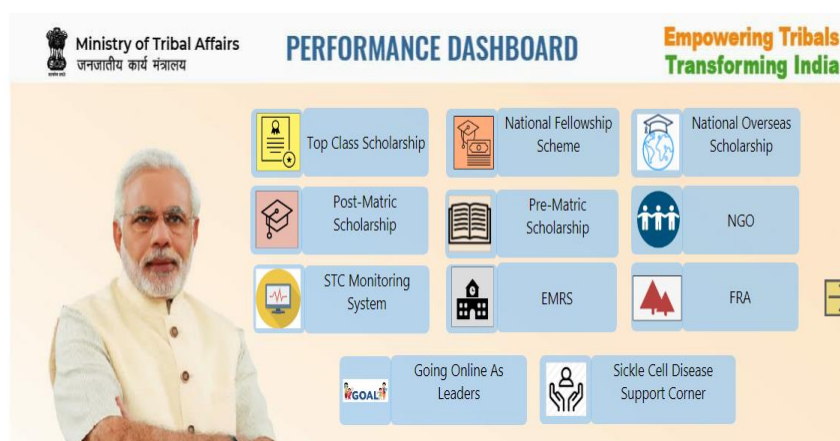 Ministry of Tribal Affairs
जनजातीय कार्य मंत्रालय
PERFORMANCE DASHBOARD
Empowering Tribals
Transforming India
Top Class Scholarship
National Fellowship
Scheme
National Overseas
Scholarship
Post-Matric
Scholarship
Pre-Matric
Scholarship
NGO
STC Monitoring
System
EMRS
FRA
GOAL
Going Online As
Leaders
Sickle Cell Disease
Support Corner